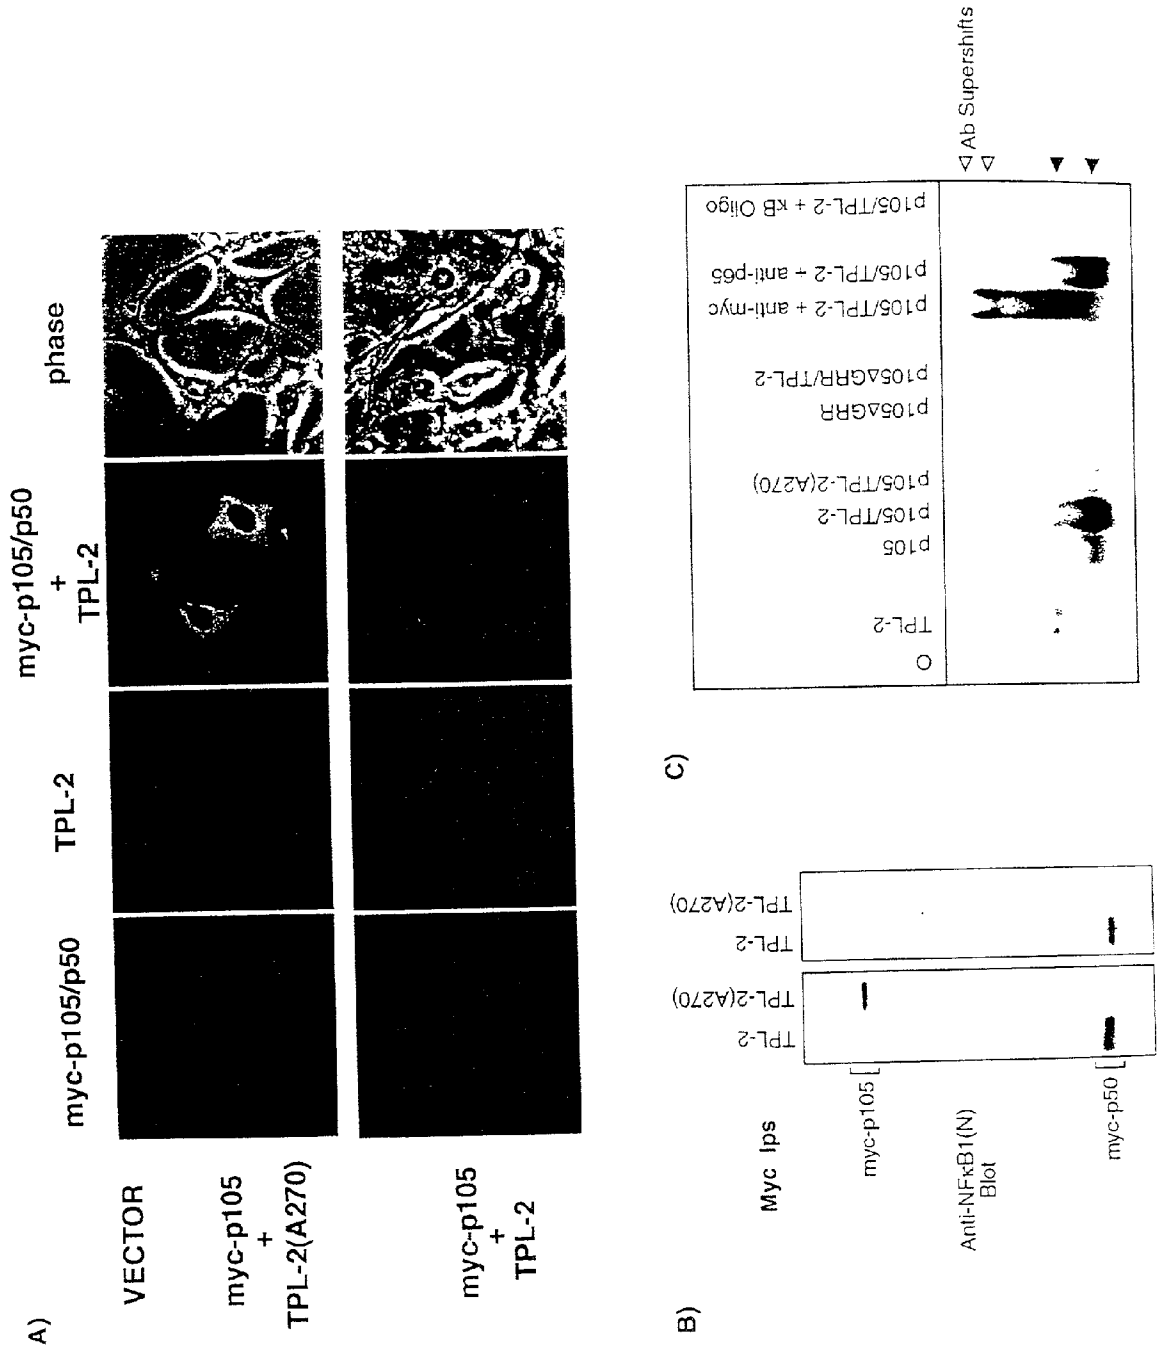 A)
myc-p105/p50
TPL-2
myc-p105/p50
+
TPL-2
phase
VECTOR
myc-p105
+
TPL-2(A270)
myc-p105
+
TPL-2
B)
Myc Ips
TPL-2
TPL-2(A270)
TPL-2
TPL-2(A270)
myc-p105
Anti-NFκB1(N)
Blot
myc-p50
C)
O
TPL-2
p105
p105/TPL-2
p105/TPL-2(A270)
p105ΔGRR
p105ΔGRR/TPL-2
p105/TPL-2 + anti-myc
p105/TPL-2 + anti-p65
p105/TPL-2 + κB Oligo
Ab Supershifts